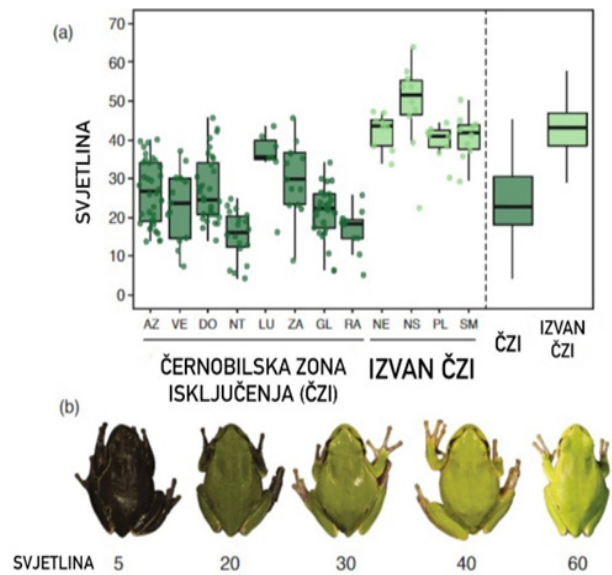 (a)
SVJETLINA
70
60
50
40
30
20
10
0
AZ VE DO NT LU ZA GL RA NE NS PL SM
ČERNOBILSKA ZONA
ISKLJUČENJA (ČZI)
IZVAN ČZI
ČZI
IZVAN
ČZI
(b)
SVJETLINA 5 20 30 40 60